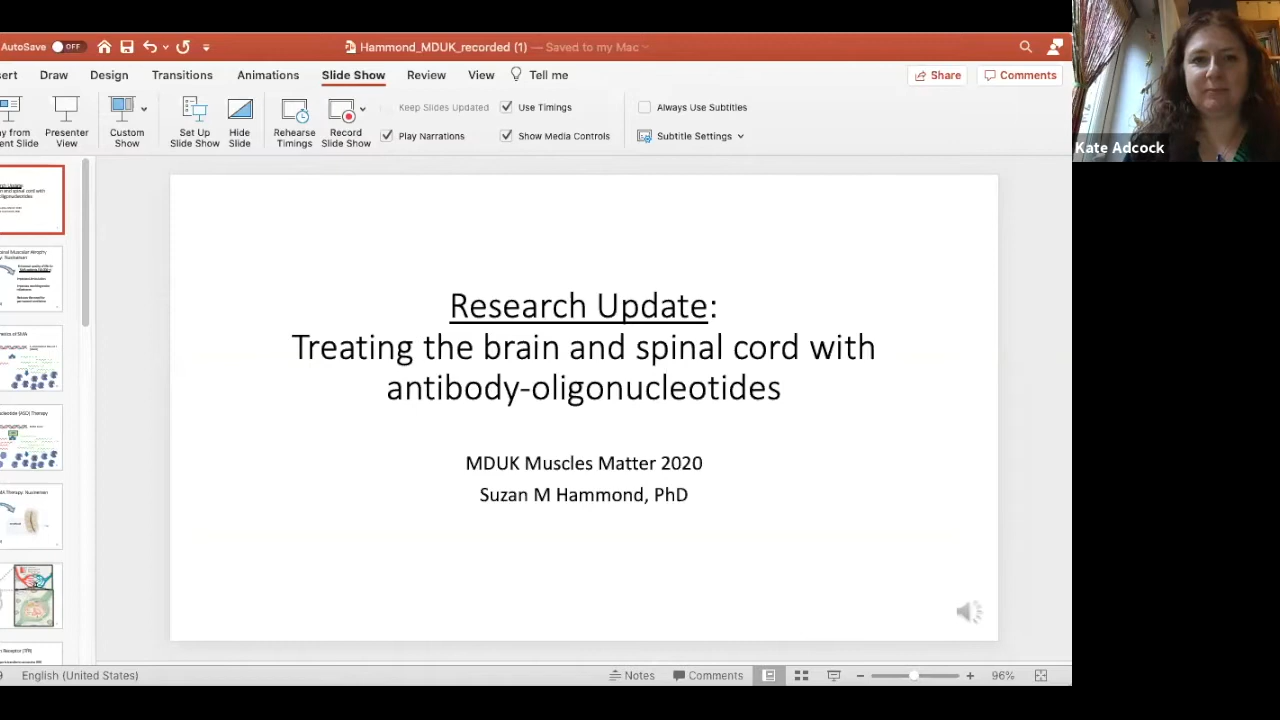 AutoSave OFF
Hammond_MDUK_recorded (1) — Saved to my Mac
Draw Design Transitions Animations Slide Show Review View Tell me Share Comments
Presenter View
Custom Show
Set Up Slide Show
Hide Slide
Rehearse Timings
Record Slide Show
Keep Slides Updated
Play Narrations
Use Timings
Show Media Controls
Always Use Subtitles
Subtitle Settings
Kate Adcock
Research Update:
Treating the brain and spinal cord with
antibody-oligonucleotides
MDUK Muscles Matter 2020
Suzan M Hammond, PhD
English (United States) Notes Comments 96%